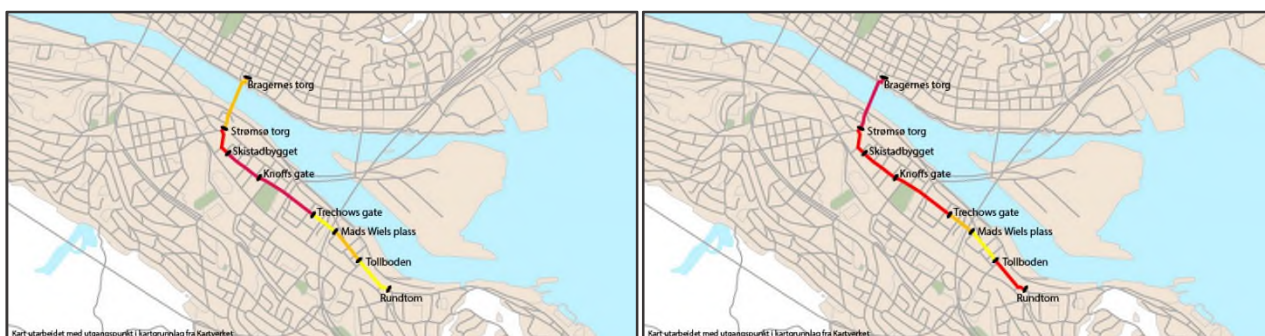 Bragernes torg
Strømsø torg
Skistadbygget
Knoffs gate
Trechows gate
Mads Wiels plass
Tollboden
Rundtom
Kart utarbeidet med utgangspunkt i kartgrunnlag fra Kartverket
Bragernes torg
Strømsø torg
Skistadbygget
Knoffs gate
Trechows gate
Mads Wiels plass
Tollboden
Rundtom
Kart utarbeidet med utgangspunkt i kartgrunnlag fra Kartverket